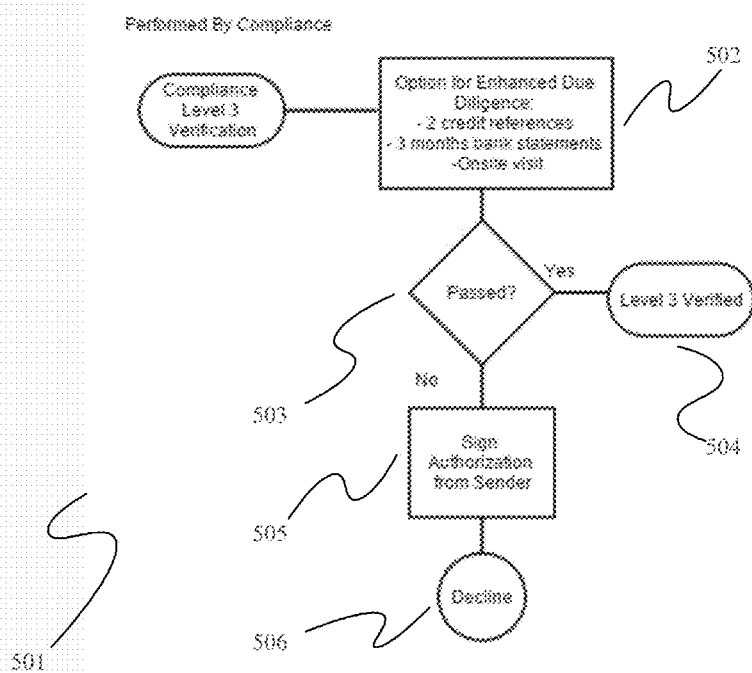 Performed By Compliance
Compliance
Level 3
Verification
Option for Enhanced Due
Diligence:
- 2 credit references
- 3 months bank statements
-Onsite visit
502
Passed?
Yes
Level 3 Verified
No
503
504
Sign
Authorization
from Sender
505
Decline
506
501